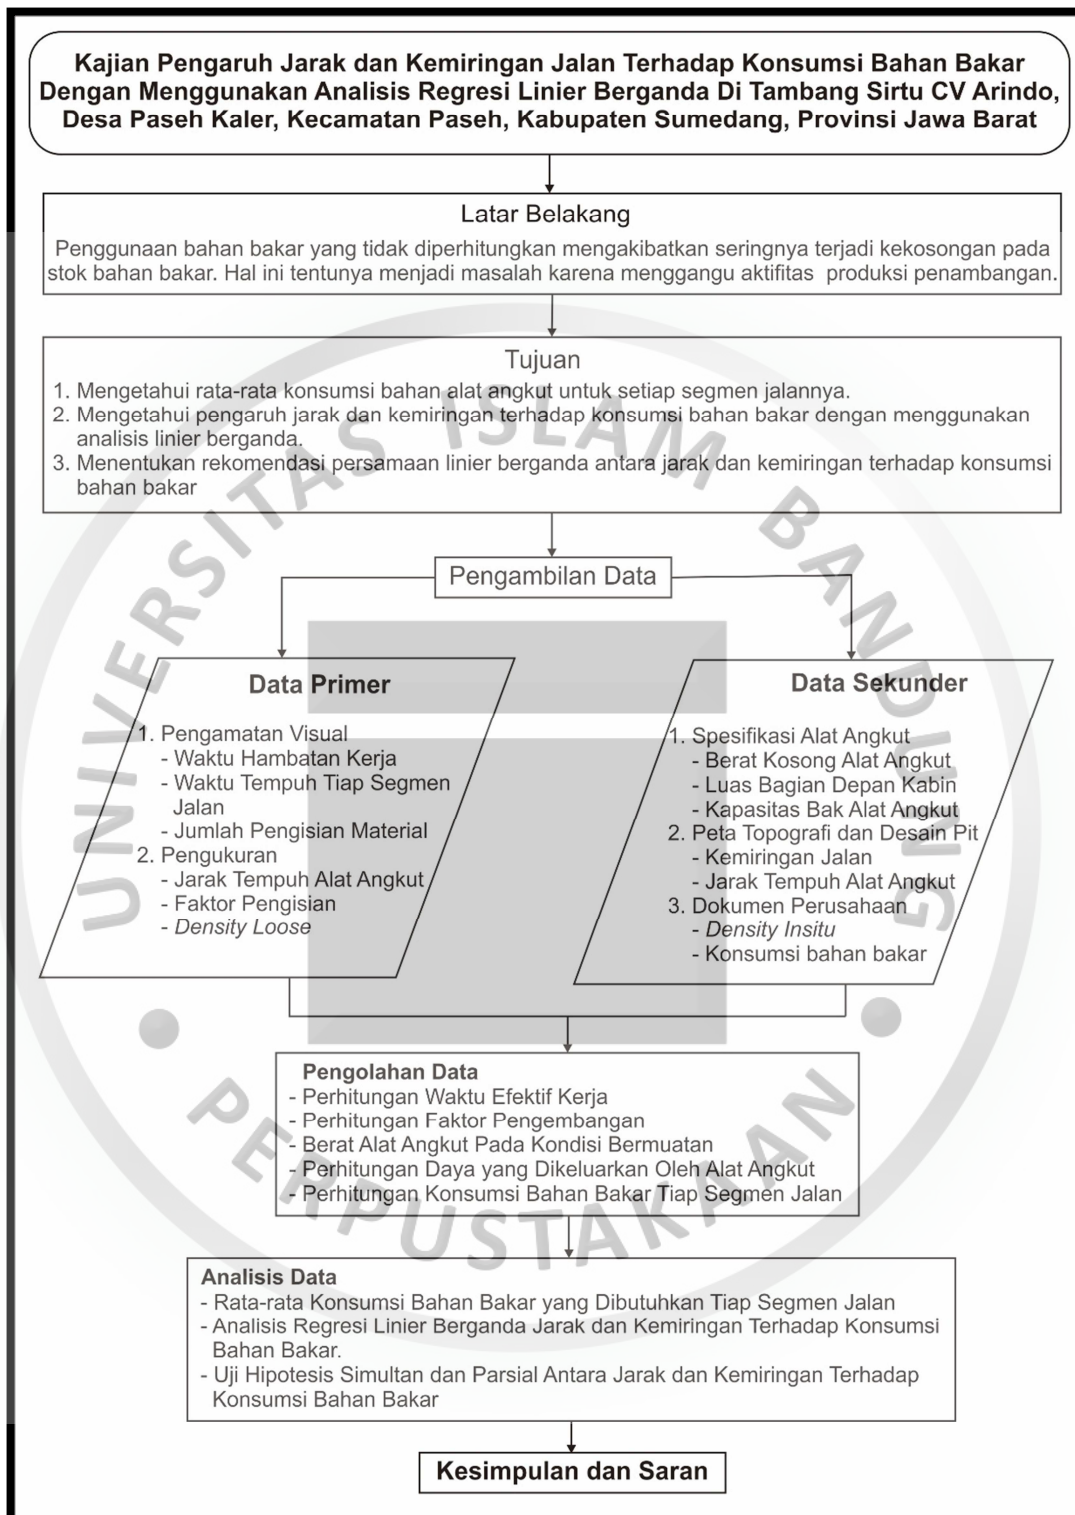 Kajian Pengaruh Jarak dan Kemiringan Jalan Terhadap Konsumsi Bahan Bakar
Dengan Menggunakan Analisis Regresi Linier Berganda Di Tambang Sirtu CV Arindo,
Desa Paseh Kaler, Kecamatan Paseh, Kabupaten Sumedang, Provinsi Jawa Barat
Latar Belakang
Penggunaan bahan bakar yang tidak diperhitungkan mengakibatkan seringnya terjadi kekosongan pada
stok bahan bakar. Hal ini tentunya menjadi masalah karena menggangu aktifitas produksi penambangan.
Tujuan
1. Mengetahui rata-rata konsumsi bahan alat angkut untuk setiap segmen jalannya.
2. Mengetahui pengaruh jarak dan kemiringan terhadap konsumsi bahan bakar dengan menggunakan
analisis linier berganda.
3. Menentukan rekomendasi persamaan linier berganda antara jarak dan kemiringan terhadap konsumsi
bahan bakar
Pengambilan Data
Data Primer
1. Pengamatan Visual
- Waktu Hambatan Kerja
- Waktu Tempuh Tiap Segmen
Jalan
- Jumlah Pengisian Material
2. Pengukuran
- Jarak Tempuh Alat Angkut
- Faktor Pengisian
- Density Loose
Data Sekunder
1. Spesifikasi Alat Angkut
- Berat Kosong Alat Angkut
- Luas Bagian Depan Kabin
- Kapasitas Bak Alat Angkut
2. Peta Topografi dan Desain Pit
- Kemiringan Jalan
- Jarak Tempuh Alat Angkut
3. Dokumen Perusahaan
- Density Insitu
- Konsumsi bahan bakar
Pengolahan Data
- Perhitungan Waktu Efektif Kerja
- Perhitungan Faktor Pengembangan
- Berat Alat Angkut Pada Kondisi Bermuatan
- Perhitungan Daya yang Dikeluarkan Oleh Alat Angkut
- Perhitungan Konsumsi Bahan Bakar Tiap Segmen Jalan
Analisis Data
- Rata-rata Konsumsi Bahan Bakar yang Dibutuhkan Tiap Segmen Jalan
- Analisis Regresi Linier Berganda Jarak dan Kemiringan Terhadap Konsumsi
Bahan Bakar.
- Uji Hipotesis Simultan dan Parsial Antara Jarak dan Kemiringan Terhadap
Konsumsi Bahan Bakar
Kesimpulan dan Saran
UNIVERSITAS ISLAM BANDUNG
PERPUSTAKAAN